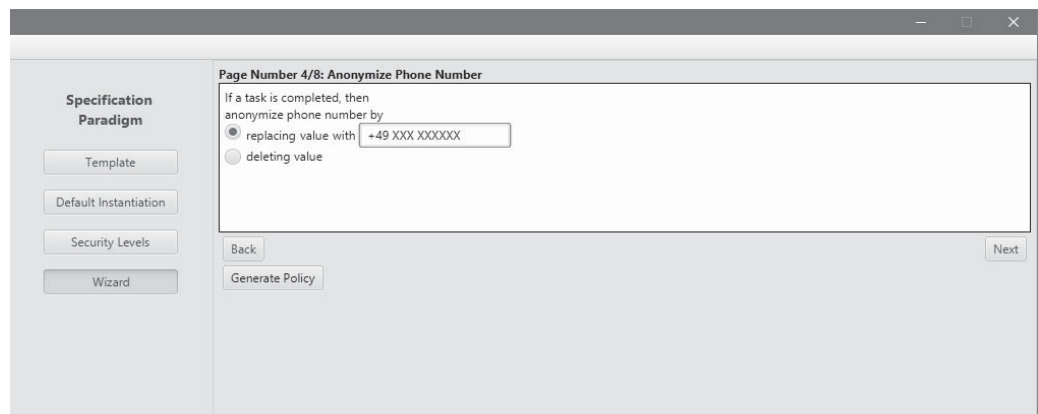 Specification
Paradigm
Template
Default Instantiation
Security Levels
Wizard
Page Number 4/8: Anonymize Phone Number
If a task is completed, then
anonymize phone number by
replacing value with +49 XXX XXXXXX
deleting value
Back Next
Generate Policy